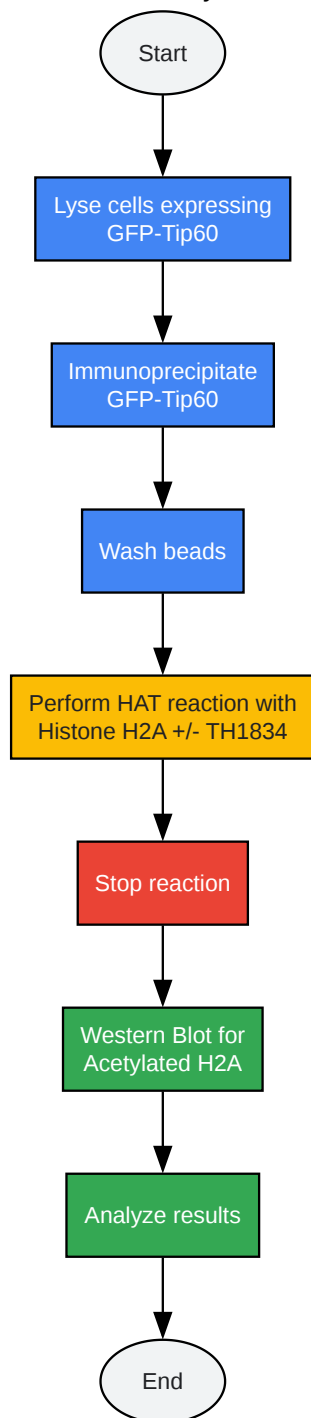 Start
Lyse cells expressing
GFP-Tip60
Immunoprecipitate
GFP-Tip60
Wash beads
Perform HAT reaction with
Histone H2A +/- TH1834
Stop reaction
Western Blot for
Acetylated H2A
Analyze results
End